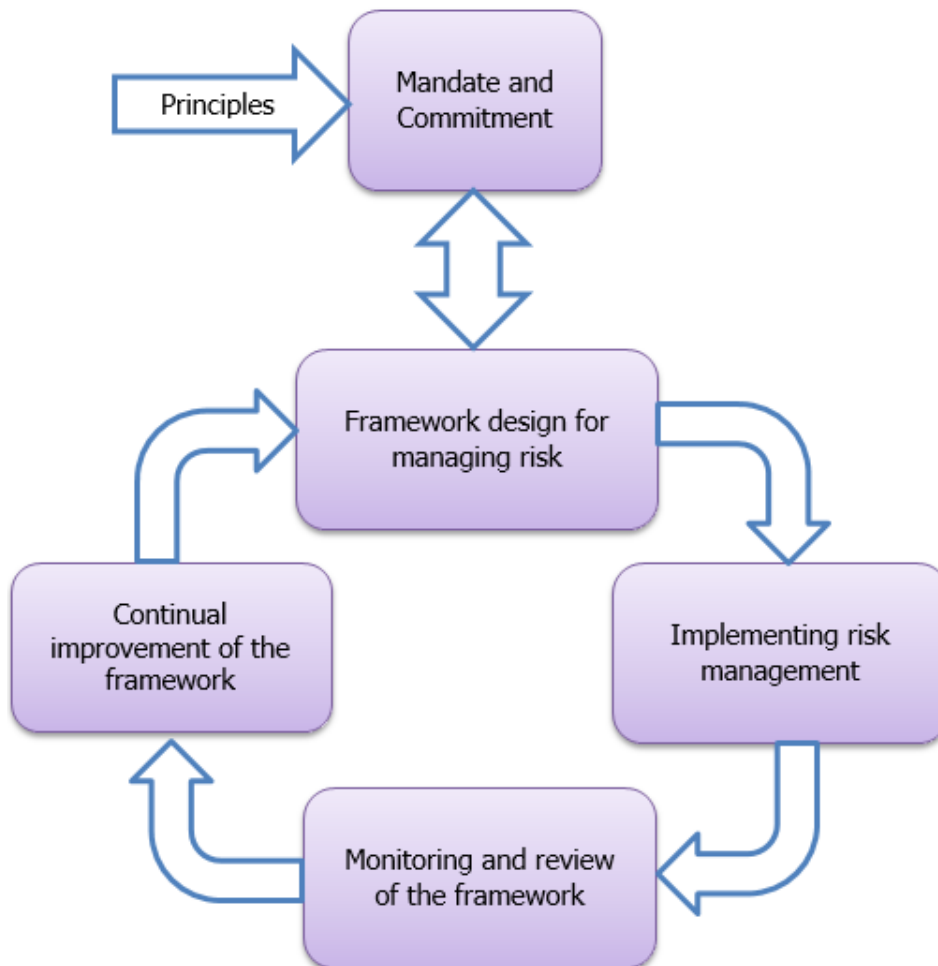 Principles
Mandate and
Commitment
Framework design for
managing risk
Implementing risk
management
Monitoring and review
of the framework
Continual
improvement of the
framework